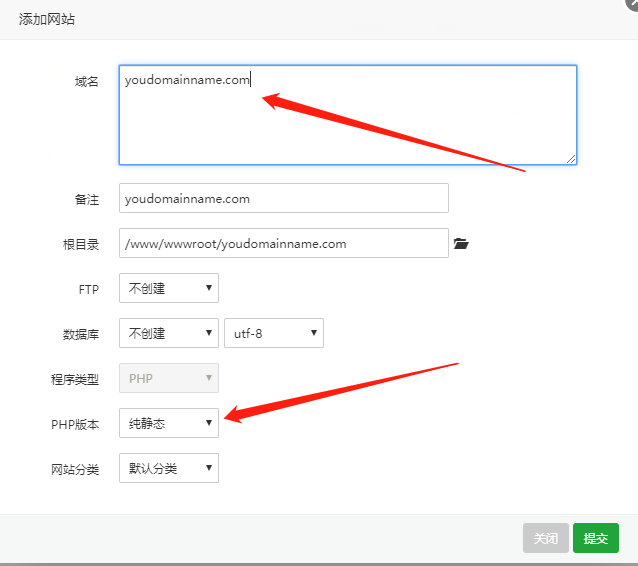 添加网站
域名
youdomainname.com
备注
youdomainname.com
根目录
/www/wwwroot/youdomainname.com
FTP
不创建
数据库
不创建
utf-8
程序类型
PHP
PHP版本
纯静态
网站分类
默认分类
关闭
提交